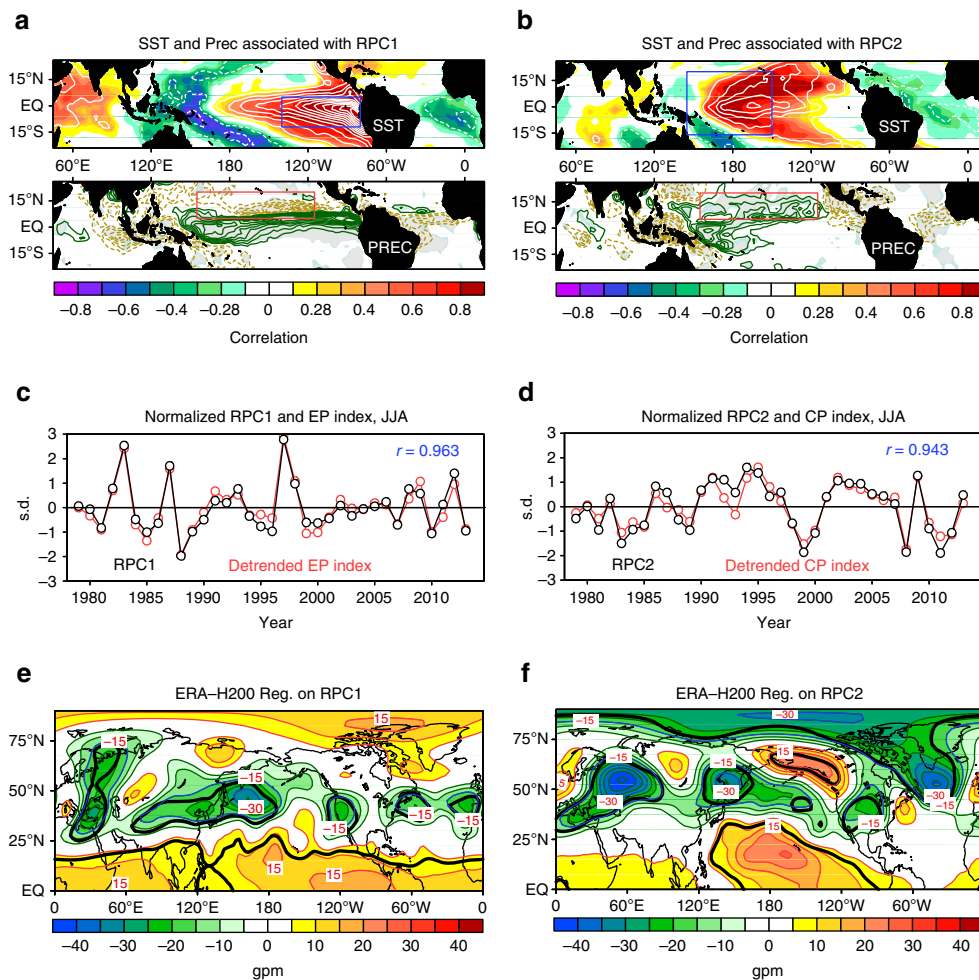 a
SST and Prec associated with RPC1
15°N
EQ
15°S
SST
60°E
120°E
180
120°W
60°W
0
15°N
EQ
15°S
PREC
−0.8
−0.6
−0.4
−0.28
0
0.28
0.4
0.6
0.8
Correlation
b
SST and Prec associated with RPC2
15°N
EQ
15°S
SST
60°E
120°E
180
120°W
60°W
0
15°N
EQ
15°S
PREC
−0.8
−0.6
−0.4
−0.28
0
0.28
0.4
0.6
0.8
Correlation
c
Normalized RPC1 and EP index, JJA
3
2
1
0
−1
−2
−3
s.d.
r = 0.963
RPC1
Detrended EP index
1980
1985
1990
1995
2000
2005
2010
Year
d
Normalized RPC2 and CP index, JJA
3
2
1
0
−1
−2
−3
s.d.
r = 0.943
RPC2
Detrended CP index
1980
1985
1990
1995
2000
2005
2010
Year
e
ERA–H200 Reg. on RPC1
75°N
50°N
25°N
EQ
15
−15
−15
−30
−15
−15
−15
15
15
0
60°E
120°E
180
120°W
60°W
0
−40
−30
−20
−10
0
10
20
30
40
gpm
f
ERA–H200 Reg. on RPC2
75°N
50°N
25°N
EQ
−15
−30
−15
−15
15
5
−30
−30
−30
−15
−15
15
0
60°E
120°E
180
120°W
60°W
−40
−30
−20
−10
0
10
20
30
40
gpm